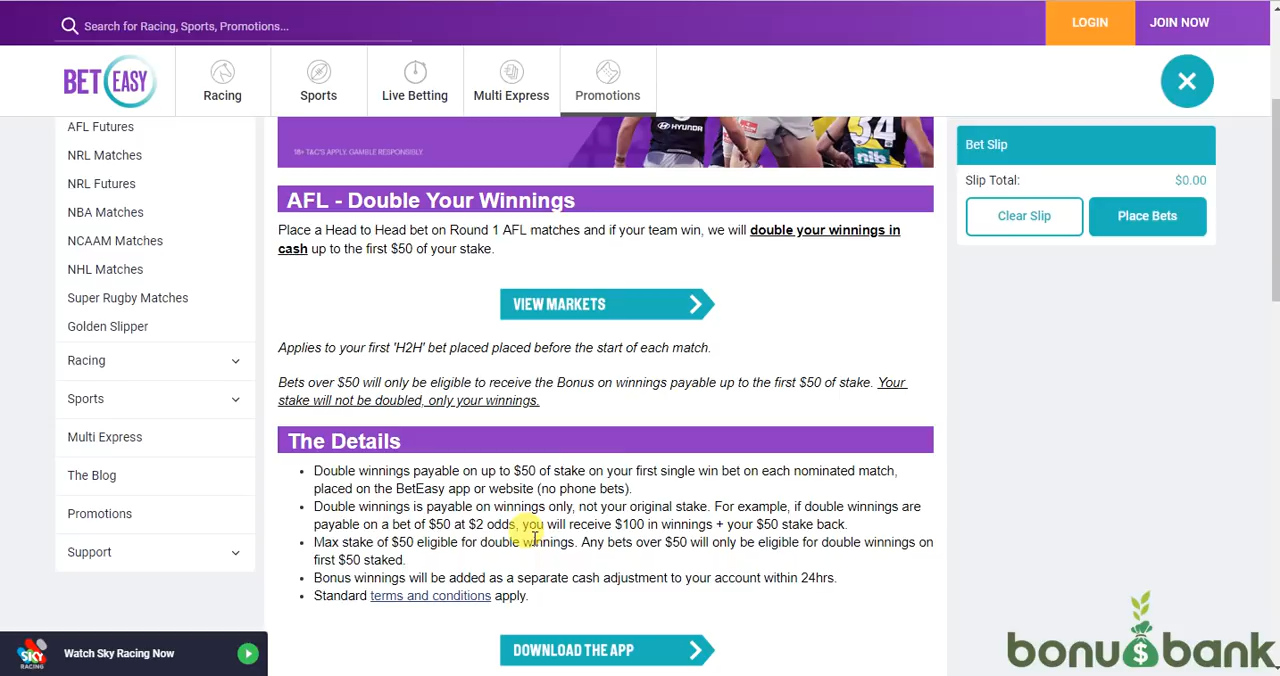 Search for Racing, Sports, Promotions...
LOGIN
JOIN NOW
BET EASY
Racing
Sports
Live Betting
Multi Express
Promotions
AFL Futures
NRL Matches
NRL Futures
NBA Matches
NCAAM Matches
NHL Matches
Super Rugby Matches
Golden Slipper
Racing
Sports
Multi Express
The Blog
Promotions
Support
SKY
RACING
Watch Sky Racing Now
18+ T&C'S APPLY. GAMBLE RESPONSIBLY.
HYUNDAI
34
nib
AFL - Double Your Winnings
Place a Head to Head bet on Round 1 AFL matches and if your team win, we will double your winnings in
cash up to the first $50 of your stake.
VIEW MARKETS
Applies to your first 'H2H' bet placed placed before the start of each match.
Bets over $50 will only be eligible to receive the Bonus on winnings payable up to the first $50 of stake. Your
stake will not be doubled, only your winnings.
The Details
• Double winnings payable on up to $50 of stake on your first single win bet on each nominated match,
placed on the BetEasy app or website (no phone bets).
• Double winnings is payable on winnings only, not your original stake. For example, if double winnings are
payable on a bet of $50 at $2 odds, you will receive $100 in winnings + your $50 stake back.
• Max stake of $50 eligible for double winnings. Any bets over $50 will only be eligible for double winnings on
first $50 staked.
• Bonus winnings will be added as a separate cash adjustment to your account within 24hrs.
• Standard terms and conditions apply.
DOWNLOAD THE APP
Bet Slip
Slip Total: $0.00
Clear Slip
Place Bets
bonu$bank